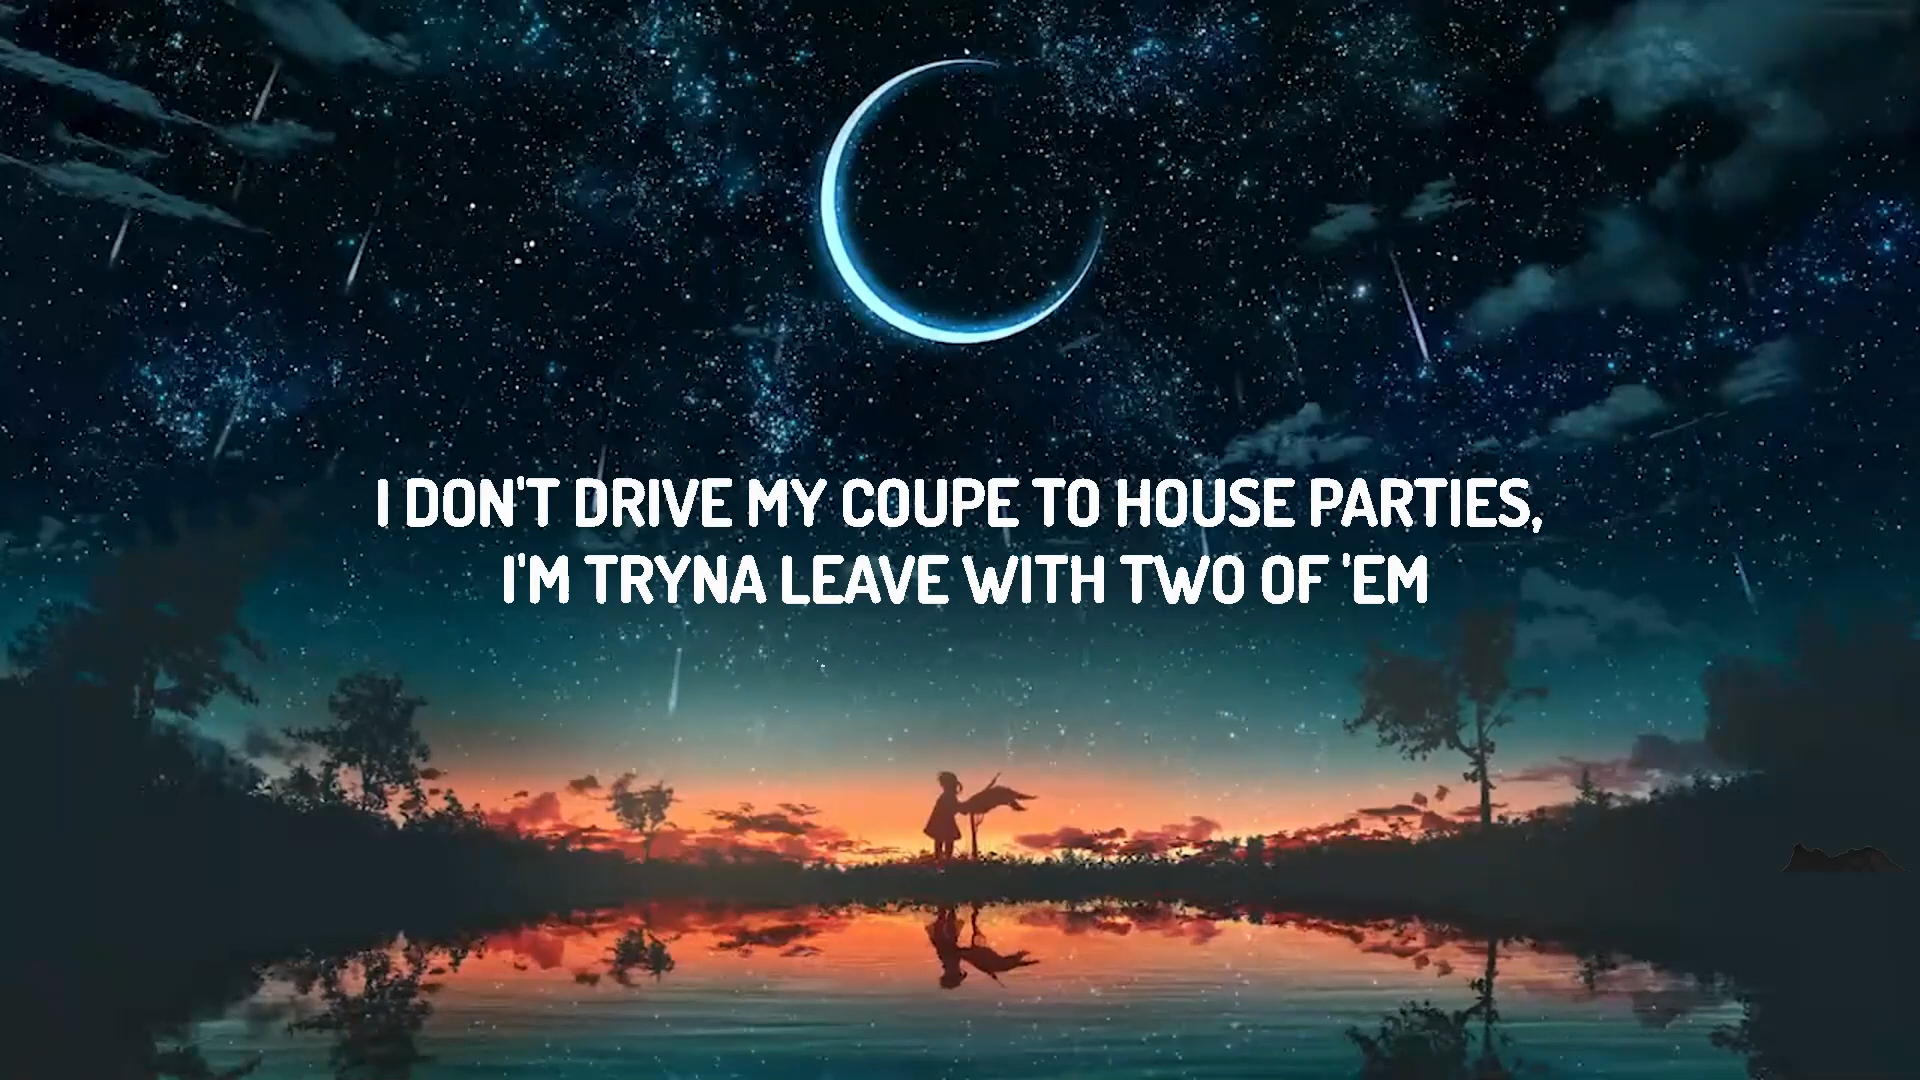 I DON'T DRIVE MY COUPE TO HOUSE PARTIES,
I'M TRYNA LEAVE WITH TWO OF 'EM